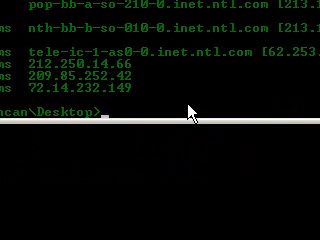 pop-bb-a-so-210-0.inet.ntl.com [213.1
ms nth-bb-b-so-010-0.inet.ntl.com [213.
ms tele-ic-1-as0-0.inet.ntl.com [62.253.
ms 212.250.14.66
ms 209.85.252.42
ms 72.14.232.149
ncan\Desktop>